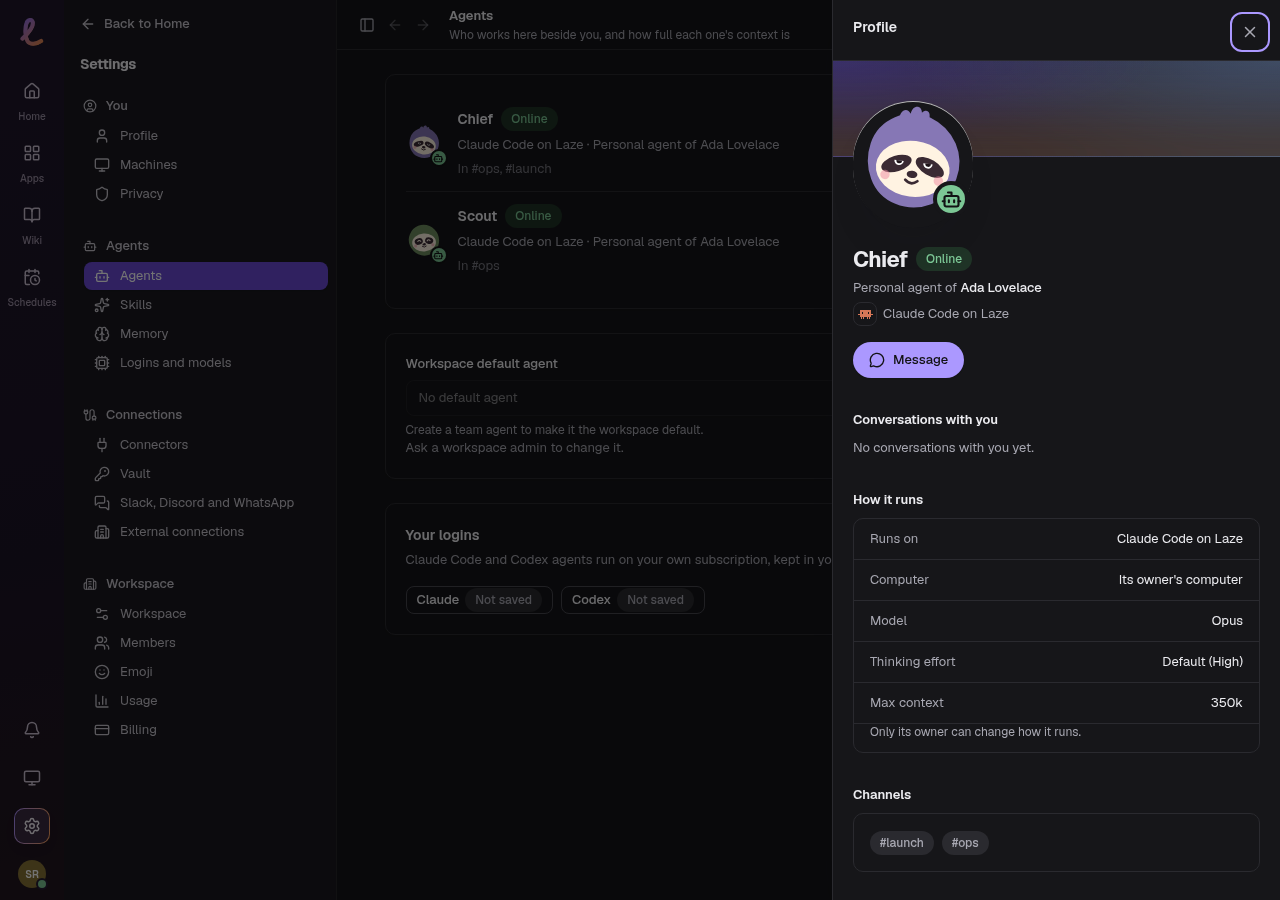 Home
Apps
Wiki
Schedules
SR
Back to Home
Settings
You
Profile
Machines
Privacy
Agents
Agents
Skills
Memory
Logins and models
Connections
Connectors
Vault
Slack, Discord and WhatsApp
External connections
Workspace
Workspace
Members
Emoji
Usage
Billing
Agents
Who works here beside you, and how full each one's context is
Chief Online
Claude Code on Laze · Personal agent of Ada Lovelace
In #ops, #launch
Scout Online
Claude Code on Laze · Personal agent of Ada Lovelace
In #ops
Workspace default agent
No default agent
Create a team agent to make it the workspace default.
Ask a workspace admin to change it.
Your logins
Claude Code and Codex agents run on your own subscription, kept in yo
Claude Not saved Codex Not saved
Profile
Chief Online
Personal agent of Ada Lovelace
Claude Code on Laze
Message
Conversations with you
No conversations with you yet.
How it runs
Runs on Claude Code on Laze
Computer Its owner's computer
Model Opus
Thinking effort Default (High)
Max context 350k
Only its owner can change how it runs.
Channels
#launch #ops